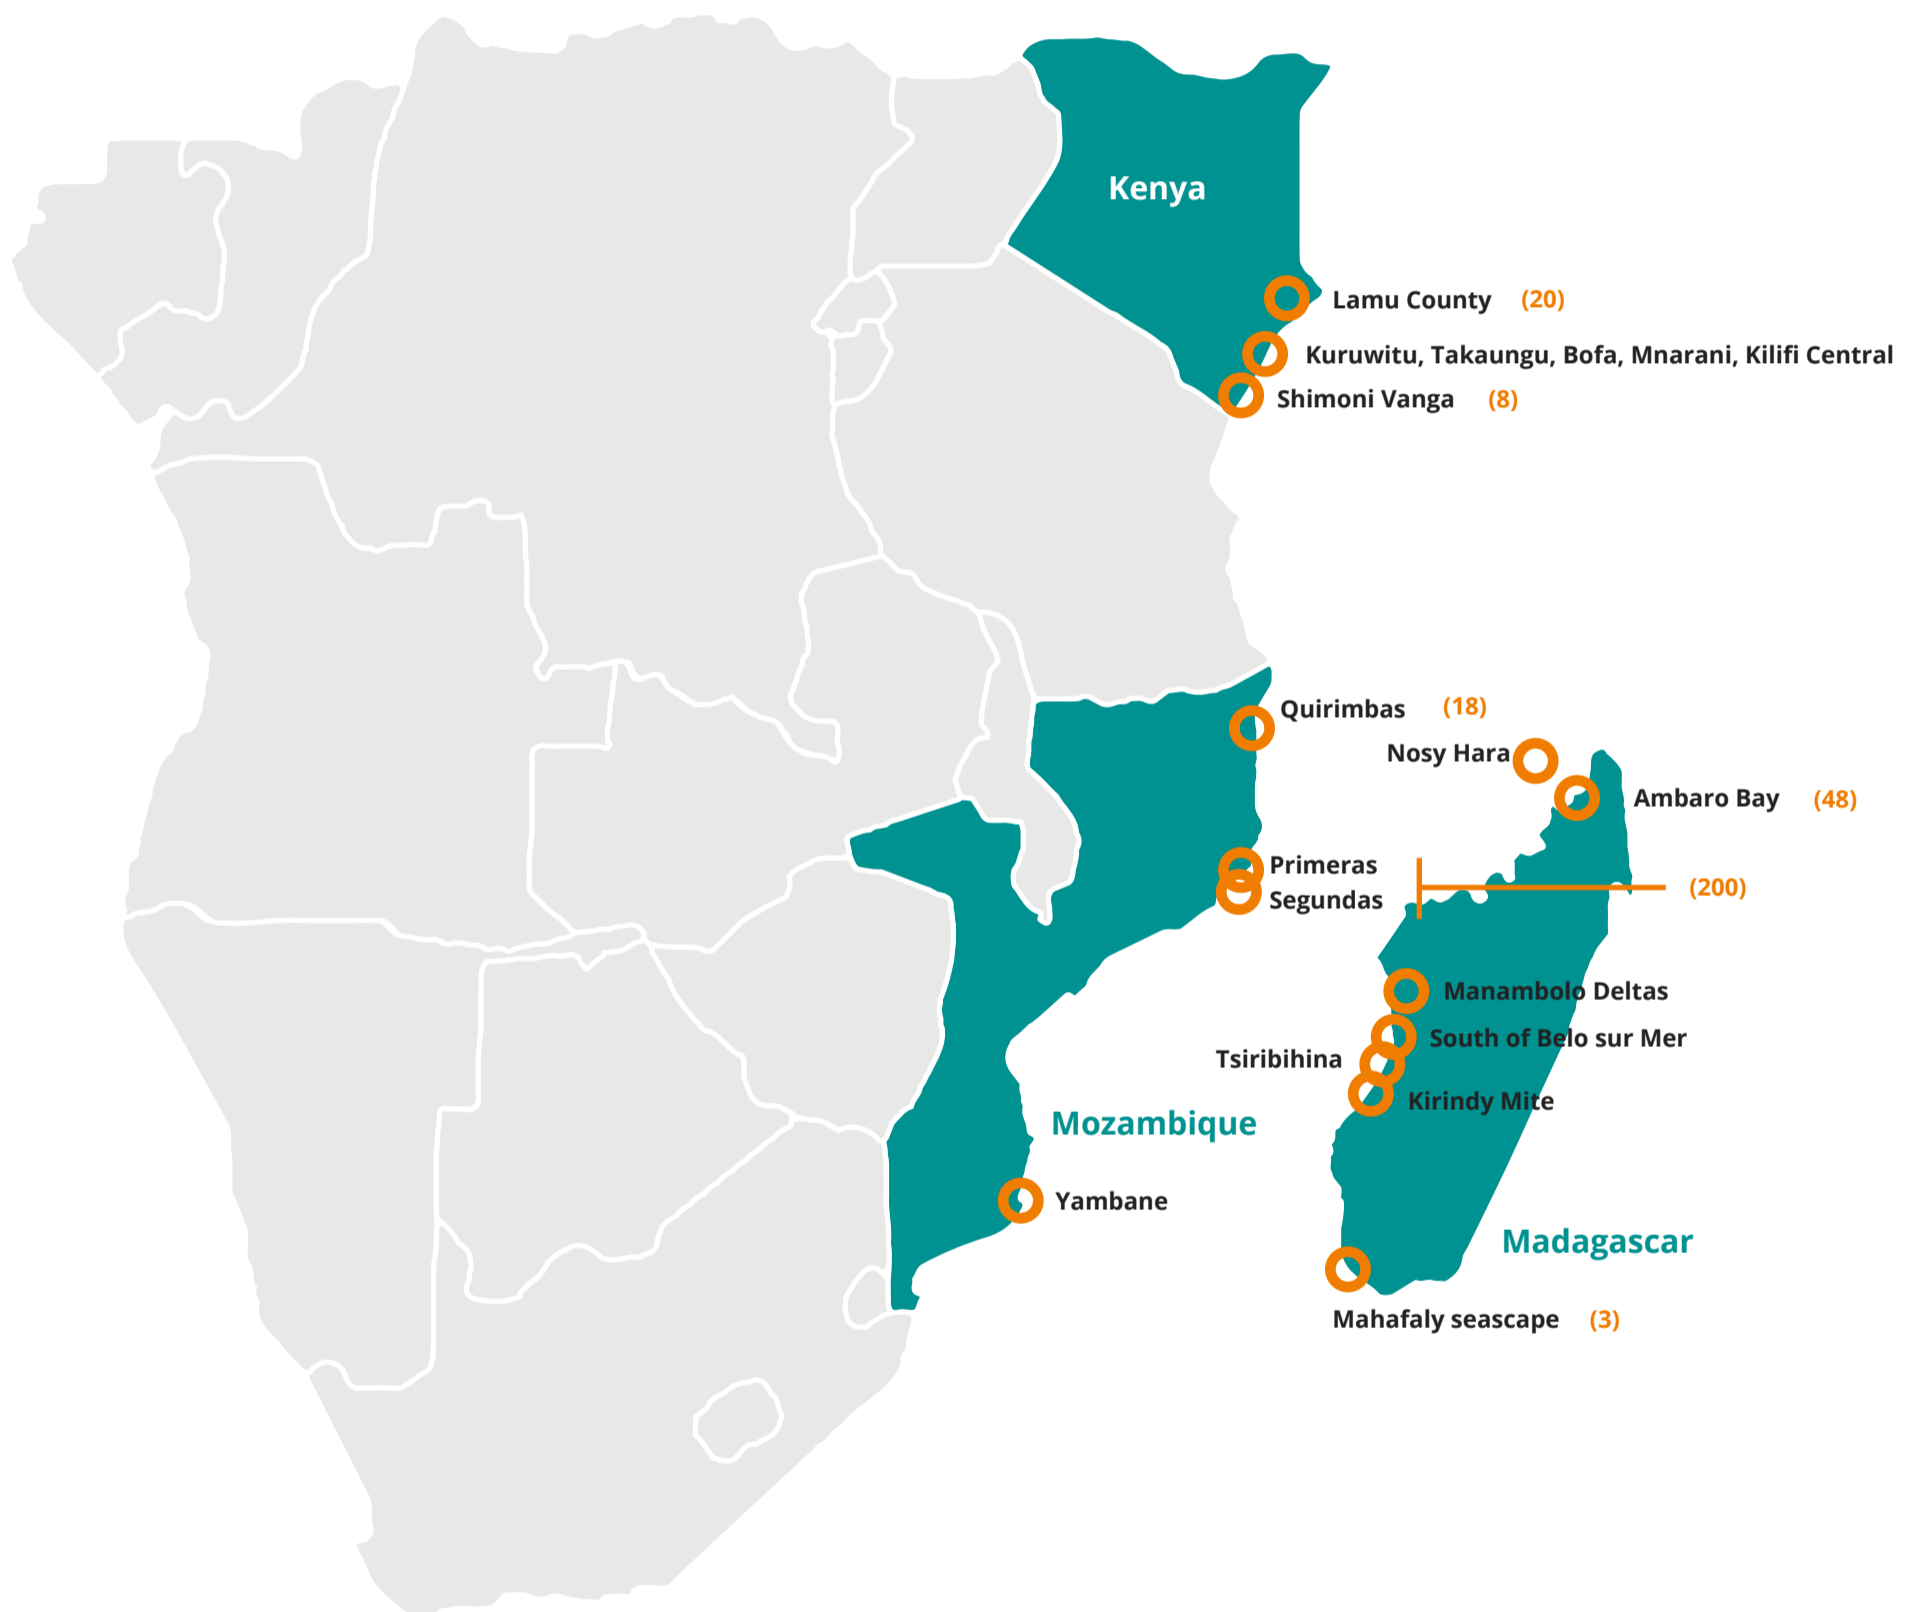 Kenya
Lamu County (20)
Kuruwitu, Takaungu, Bofa, Mnarani, Kilifi Central
Shimoni Vanga (8)
Quirimbas (18)
Nosy Hara
Ambaro Bay (48)
Primeras
(200)
Segundas
Manambolo Deltas
South of Belo sur Mer
Tsiribihina
Kirindy Mite
Mozambique
Yambane
Madagascar
Mahafaly seascape (3)